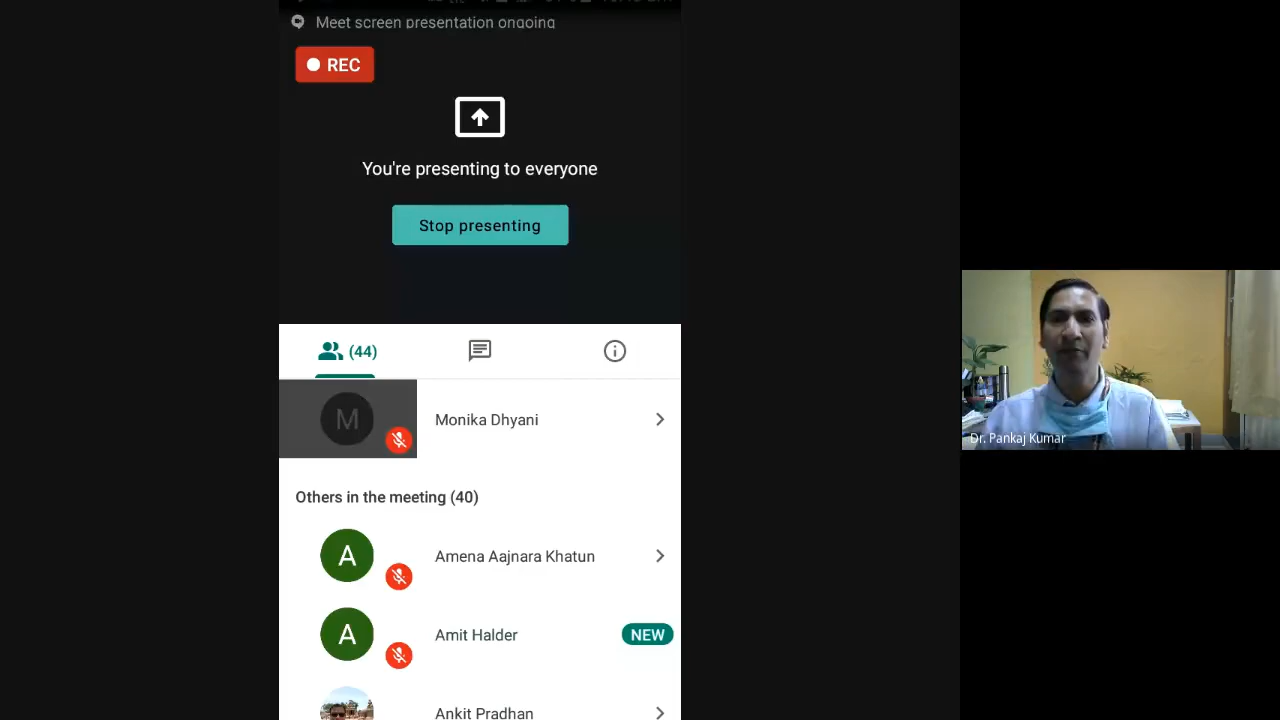 Meet screen presentation ongoing
REC
You're presenting to everyone
Stop presenting
(44)
M
Monika Dhyani
Others in the meeting (40)
A
Amena Aajnara Khatun
A
Amit Halder
NEW
Ankit Pradhan
Dr. Pankaj Kumar